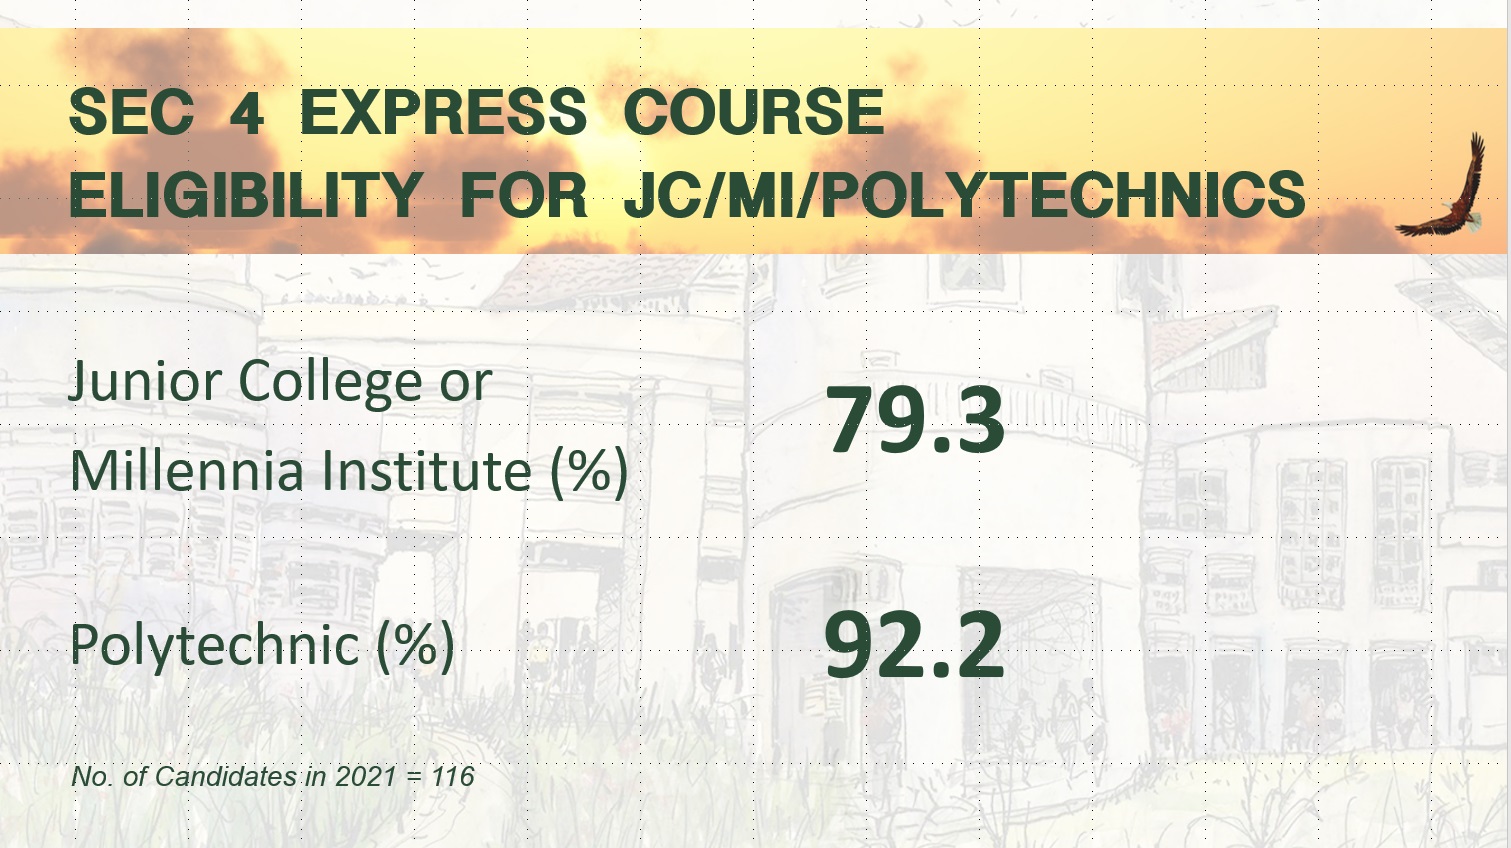 SEC 4 EXPRESS COURSE
ELIGIBILITY FOR JC/MI/POLYTECHNICS
Junior College or
Millennia Institute (%)
79.3
Polytechnic (%)
92.2
No. of Candidates in 2021 = 116